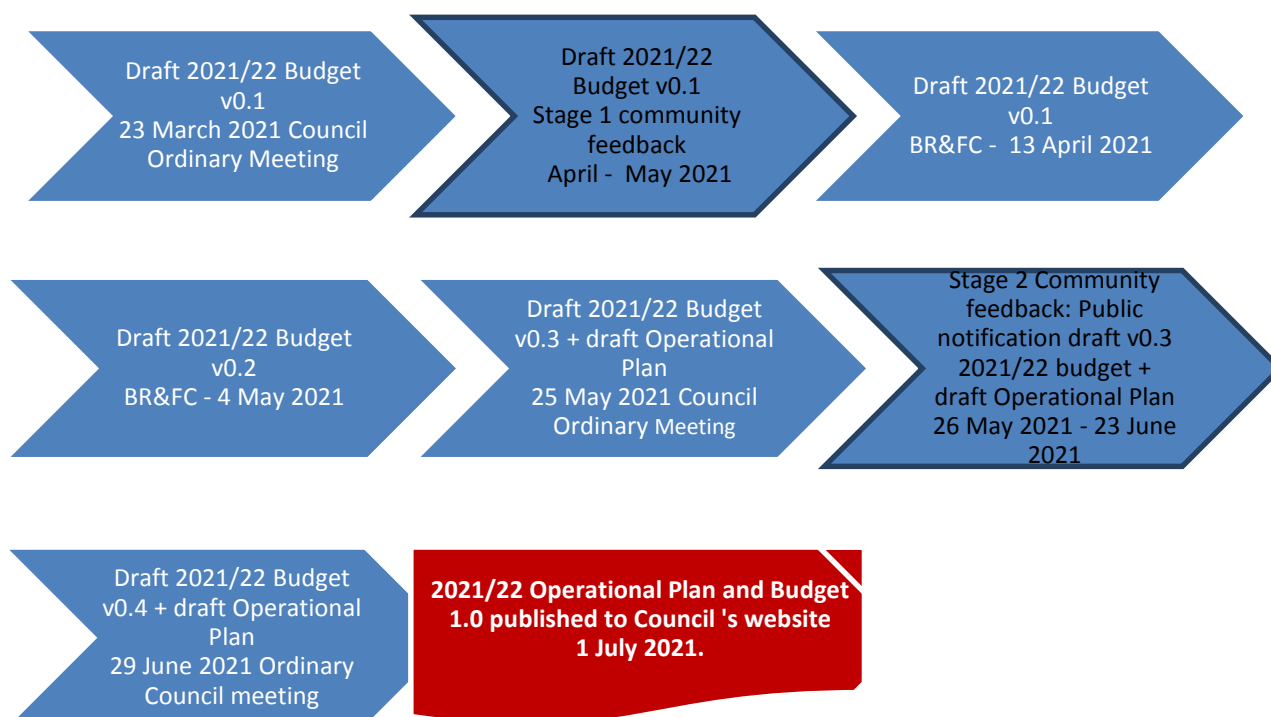 Draft 2021/22 Budget
v0.1
23 March 2021 Council
Ordinary Meeting
Draft 2021/22
Budget v0.1
Stage 1 community
feedback
April -  May 2021
Draft 2021/22 Budget
v0.1
BR&FC -  13 April 2021
Draft 2021/22 Budget
v0.2
BR&FC - 4 May 2021
Draft 2021/22 Budget
v0.3 + draft Operational
Plan
25 May 2021 Council
Ordinary Meeting
Stage 2 Community
feedback: Public
notification draft v0.3
2021/22 budget +
draft Operational Plan
26 May 2021 - 23 June
2021
Draft 2021/22 Budget
v0.4 + draft Operational
Plan
29 June 2021 Ordinary
Council meeting
2021/22 Operational Plan and Budget
1.0 published to Council 's website
1 July 2021.